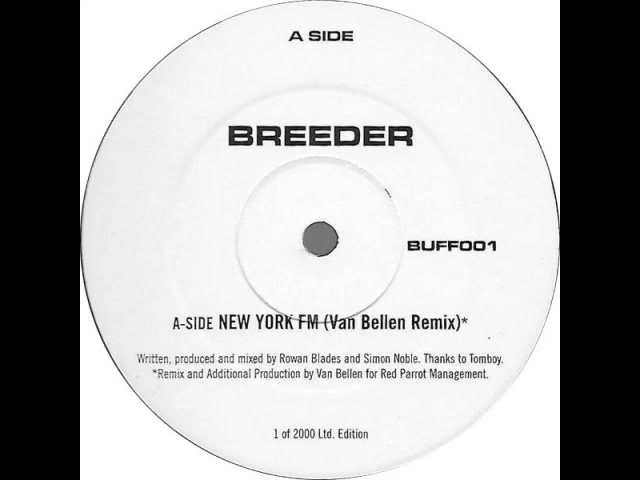 A SIDE
BREEDER
BUFF001
A-SIDE NEW YORK FM (Van Bellen Remix)*
Written, produced and mixed by Rowan Blades and Simon Noble. Thanks to Tomboy.
*Remix and Additional Production by Van Bellen for Red Parrot Management.
1 of 2000 Ltd. Edition